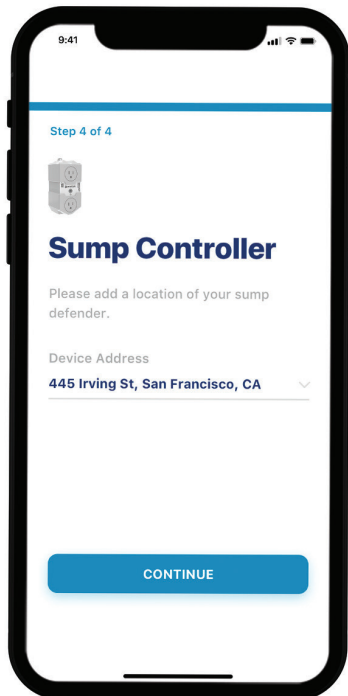 9:41
Step 4 of 4
Sump Controller
Please add a location of your sump
defender.
Device Address
445 Irving St, San Francisco, CA
CONTINUE